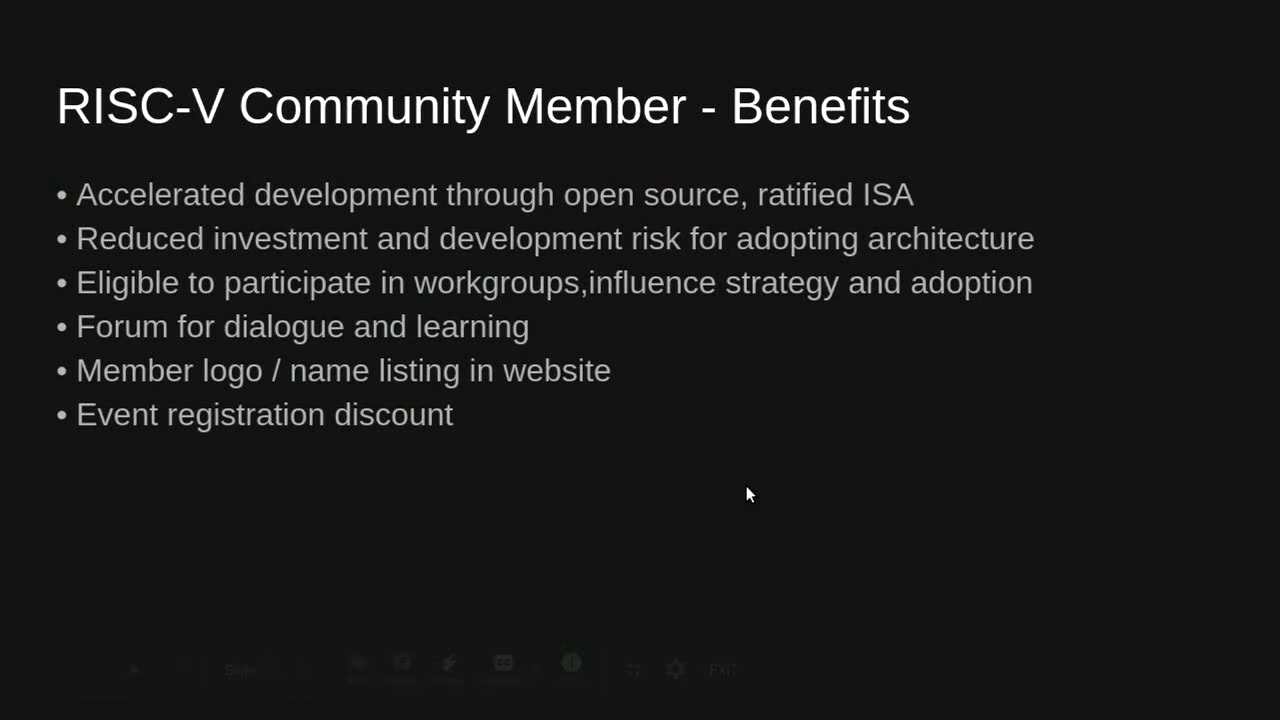 RISC-V Community Member - Benefits
• Accelerated development through open source, ratified ISA
• Reduced investment and development risk for adopting architecture
• Eligible to participate in workgroups,influence strategy and adoption
• Forum for dialogue and learning
• Member logo / name listing in website
• Event registration discount
EXIT